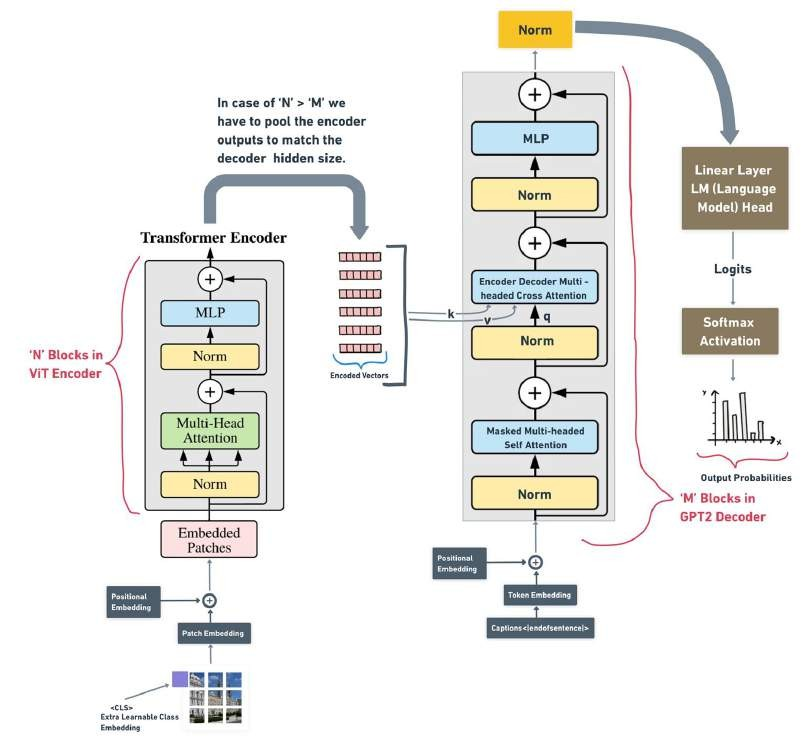 Norm
In case of 'N' > 'M' we
have to pool the encoder
outputs to match the
decoder hidden size.
Transformer Encoder
MLP
Norm
Multi-Head
Attention
Norm
Embedded
Patches
'N' Blocks in
ViT Encoder
Positional
Embedding
Patch Embedding
<CLS>
Extra Learnable Class
Embedding
Encoded Vectors
k
v
q
MLP
Norm
Encoder Decoder Multi -
headed Cross Attention
Norm
Masked Multi-headed
Self Attention
Norm
Positional
Embedding
Token Embedding
Captions<|endofsentence|>
'M' Blocks in
GPT2 Decoder
Linear Layer
LM (Language
Model) Head
Logits
Softmax
Activation
Y
X
Output Probabilities